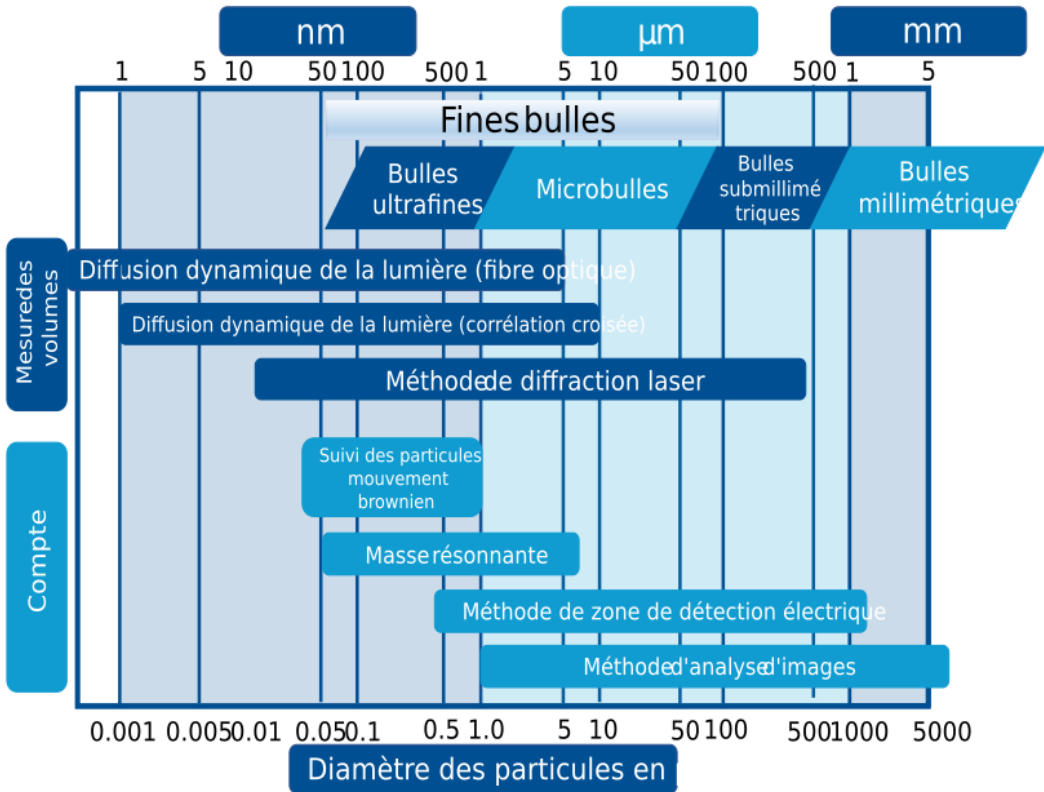 nm µm mm
1 5 10 50 100 500 1 5 10 50 100 500 1 5
Fines bulles
Bulles
ultrafines
Microbulles
Bulles
submillimé
triques
Bulles
millimétriques
Mesure des
volumes
Diffusion dynamique de la lumière (fibre optique)
Diffusion dynamique de la lumière (corrélation croisée)
Méthode de diffraction laser
Compte
Suivi des particules
mouvement
brownien
Masse résonnante
Méthode de zone de détection électrique
Méthode d'analyse d'images
0.001 0.005 0.01 0.05 0.1 0.5 1.0 5 10 50 100 500 1000 5000
Diamètre des particules en